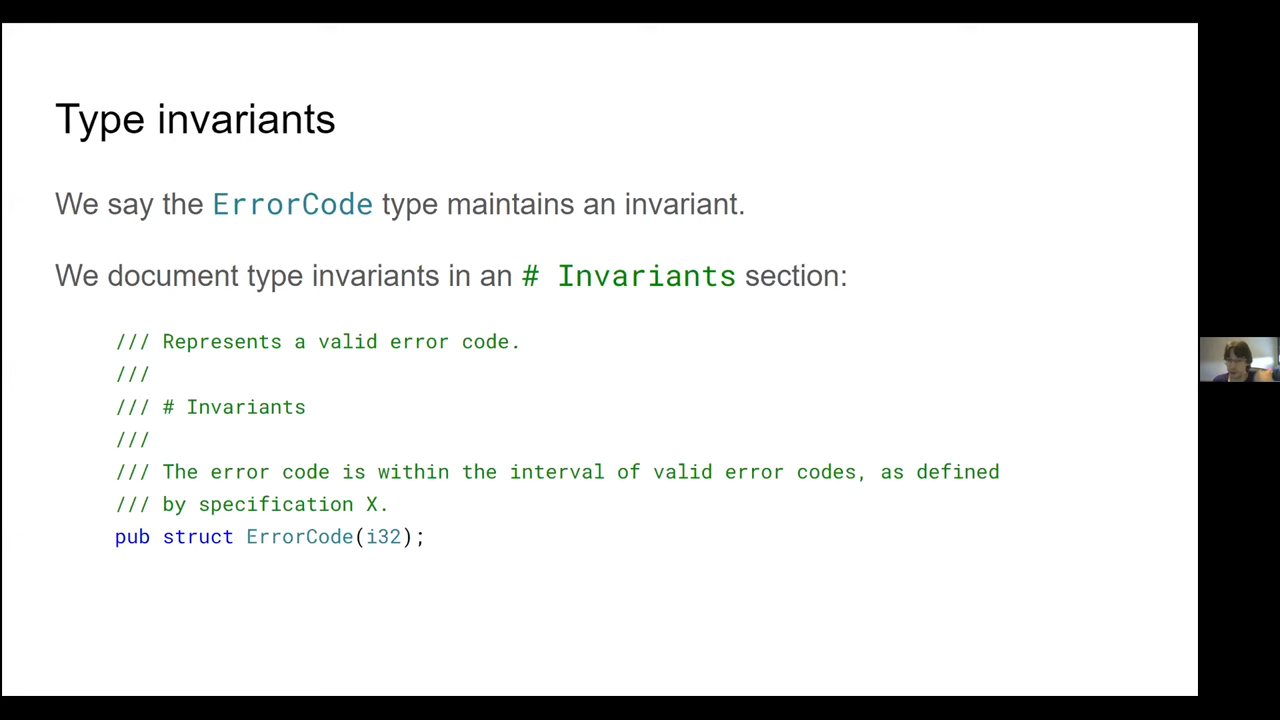 Type invariants
We say the ErrorCode type maintains an invariant.
We document type invariants in an # Invariants section:
/// Represents a valid error code.
///
/// # Invariants
///
/// The error code is within the interval of valid error codes, as defined
/// by specification X.
pub struct ErrorCode(i32);